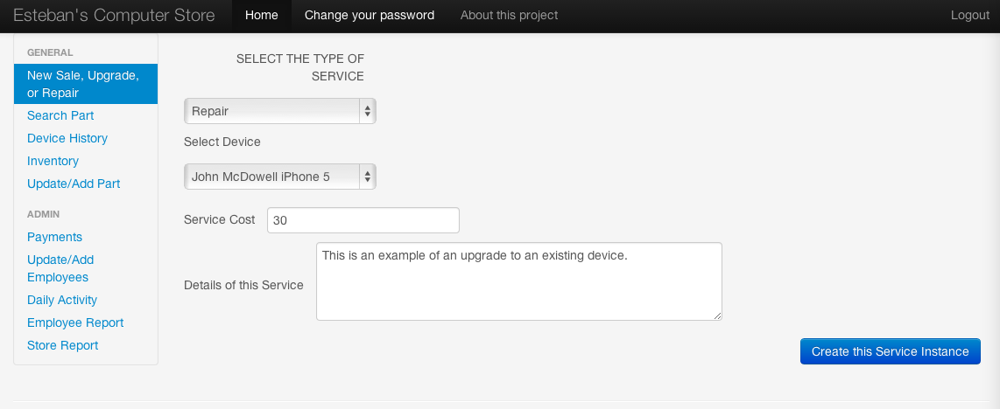 Esteban's Computer Store Home Change your password About this project Logout
GENERAL
New Sale, Upgrade,
or Repair
Search Part
Device History
Inventory
Update/Add Part
ADMIN
Payments
Update/Add
Employees
Daily Activity
Employee Report
Store Report
SELECT THE TYPE OF
SERVICE
Repair
Select Device
John McDowell iPhone 5
Service Cost 30
Details of this Service This is an example of an upgrade to an existing device.
Create this Service Instance